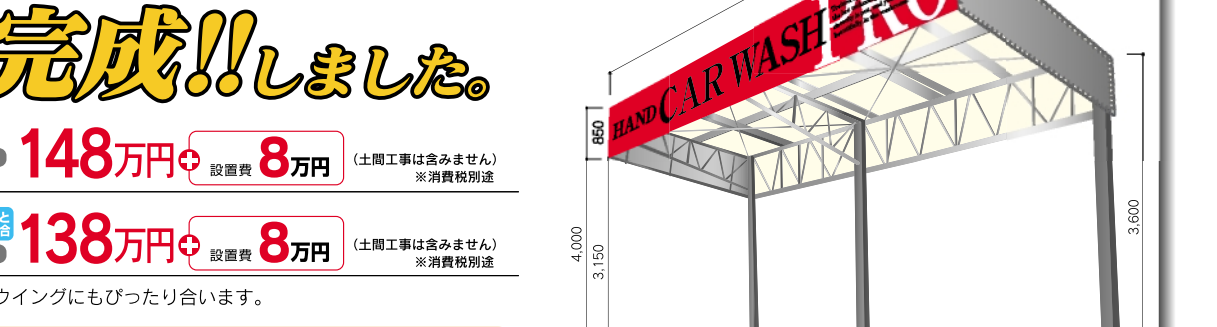 完成!!しました。
148万円+設置費8万円(土間工事は含みません)
※消費税別途
138万円+設置費8万円(土間工事は含みません)
※消費税別途
ウイングにもぴったり合います。
HAND CAR WASH
850
4,000
3,150
3,600